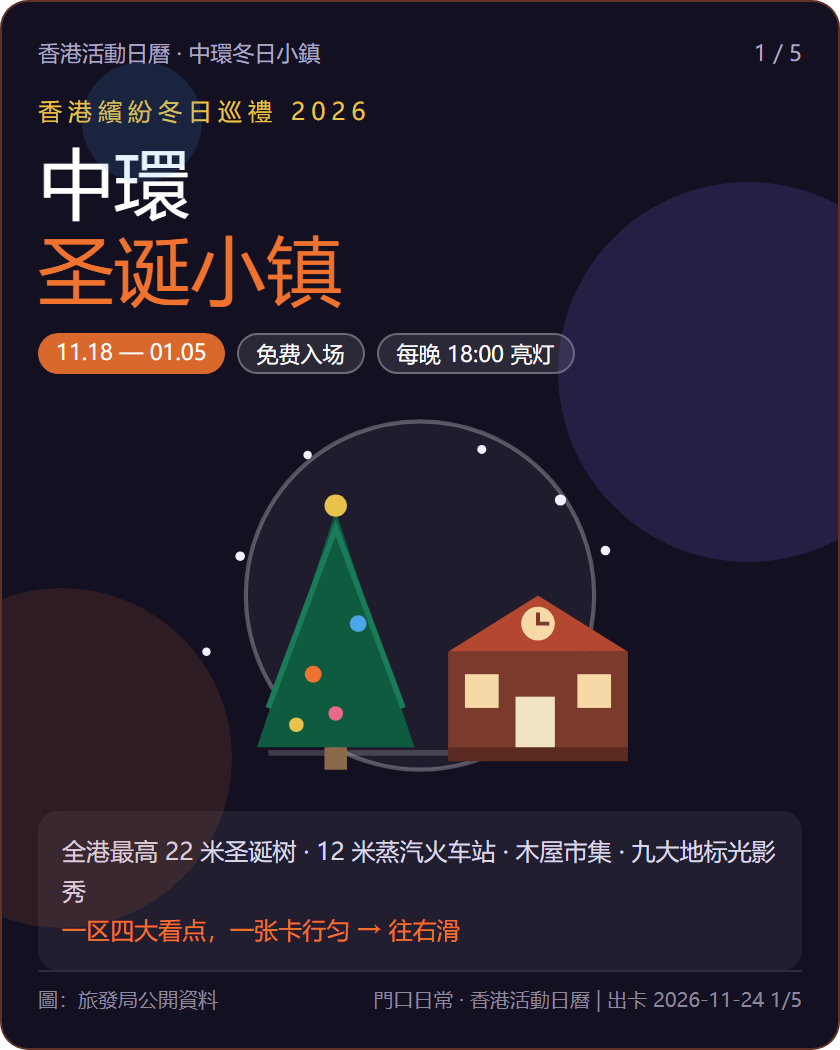 香港活動日曆 · 中環冬日小鎮
1 / 5
香港繽紛冬日巡禮 2026
中環
圣诞小镇
11.18 — 01.05
免费入场
每晚 18:00 亮灯
全港最高 22 米圣诞树 · 12 米蒸汽火车站 · 木屋市集 · 九大地标光影
秀
一区四大看点，一张卡行匀 → 往右滑
圖：旅發局公開資料
門口日常 · 香港活動日曆 | 出卡 2026-11-24 1/5